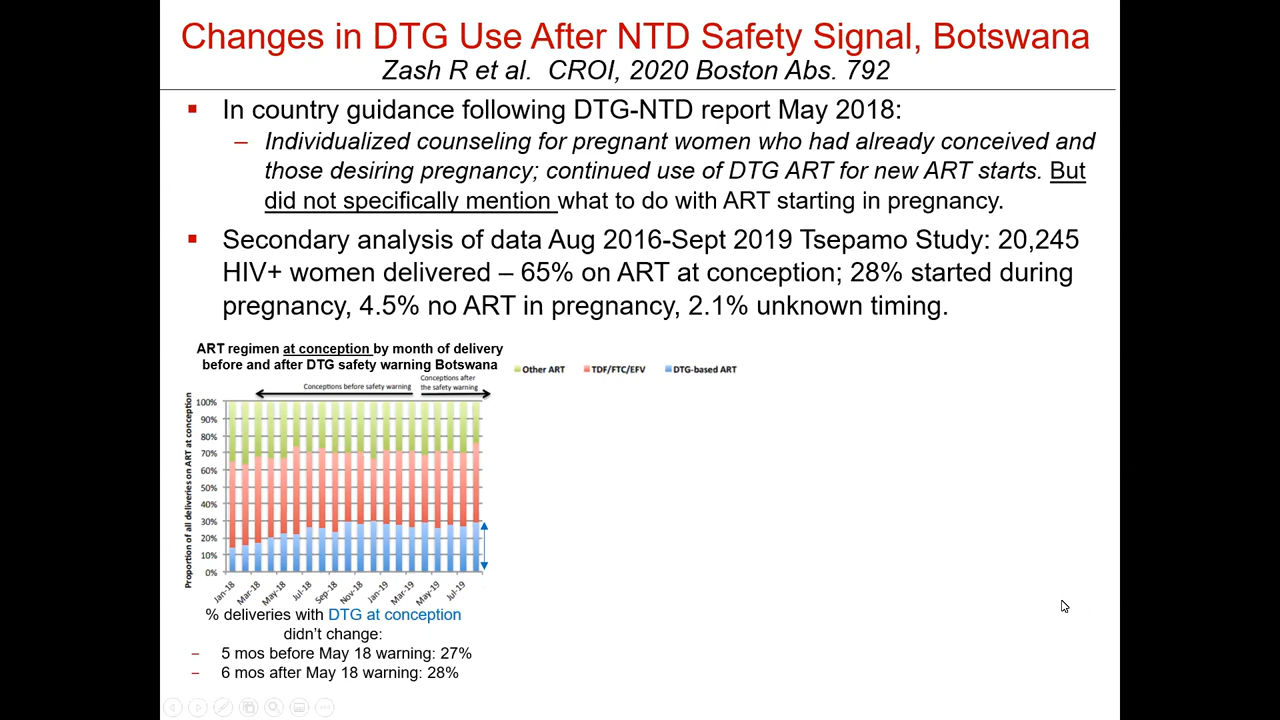 Changes in DTG Use After NTD Safety Signal, Botswana
Zash R et al. CROI, 2020 Boston Abs. 792
▪ In country guidance following DTG-NTD report May 2018:
– Individualized counseling for pregnant women who had already conceived and
those desiring pregnancy; continued use of DTG ART for new ART starts. But
did not specifically mention what to do with ART starting in pregnancy.
▪ Secondary analysis of data Aug 2016-Sept 2019 Tsepamo Study: 20,245
HIV+ women delivered – 65% on ART at conception; 28% started during
pregnancy, 4.5% no ART in pregnancy, 2.1% unknown timing.
ART regimen at conception by month of delivery
before and after DTG safety warning Botswana
Other ART TDF/FTC/EFV DTG-based ART
Conceptions before safety warning
Conceptions after
the safety warning
Proportion of all deliveries on ART at conception
100%
90%
80%
70%
60%
50%
40%
30%
20%
10%
0%
Jan-18 Mar-18 May-18 Jul-18 Sep-18 Nov-18 Jan-19 Mar-19 May-19 Jul-19
% deliveries with DTG at conception
didn't change:
– 5 mos before May 18 warning: 27%
– 6 mos after May 18 warning: 28%